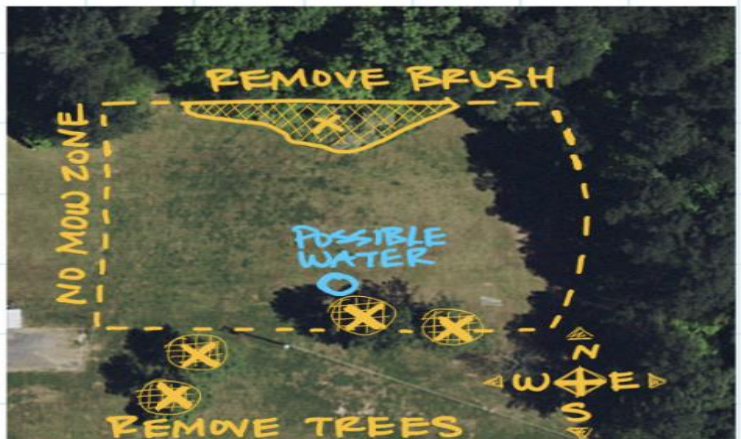 REMOVE BRUSH
NO MOW ZONE
POSSIBLE
WATER
N
W E
S
REMOVE TREES